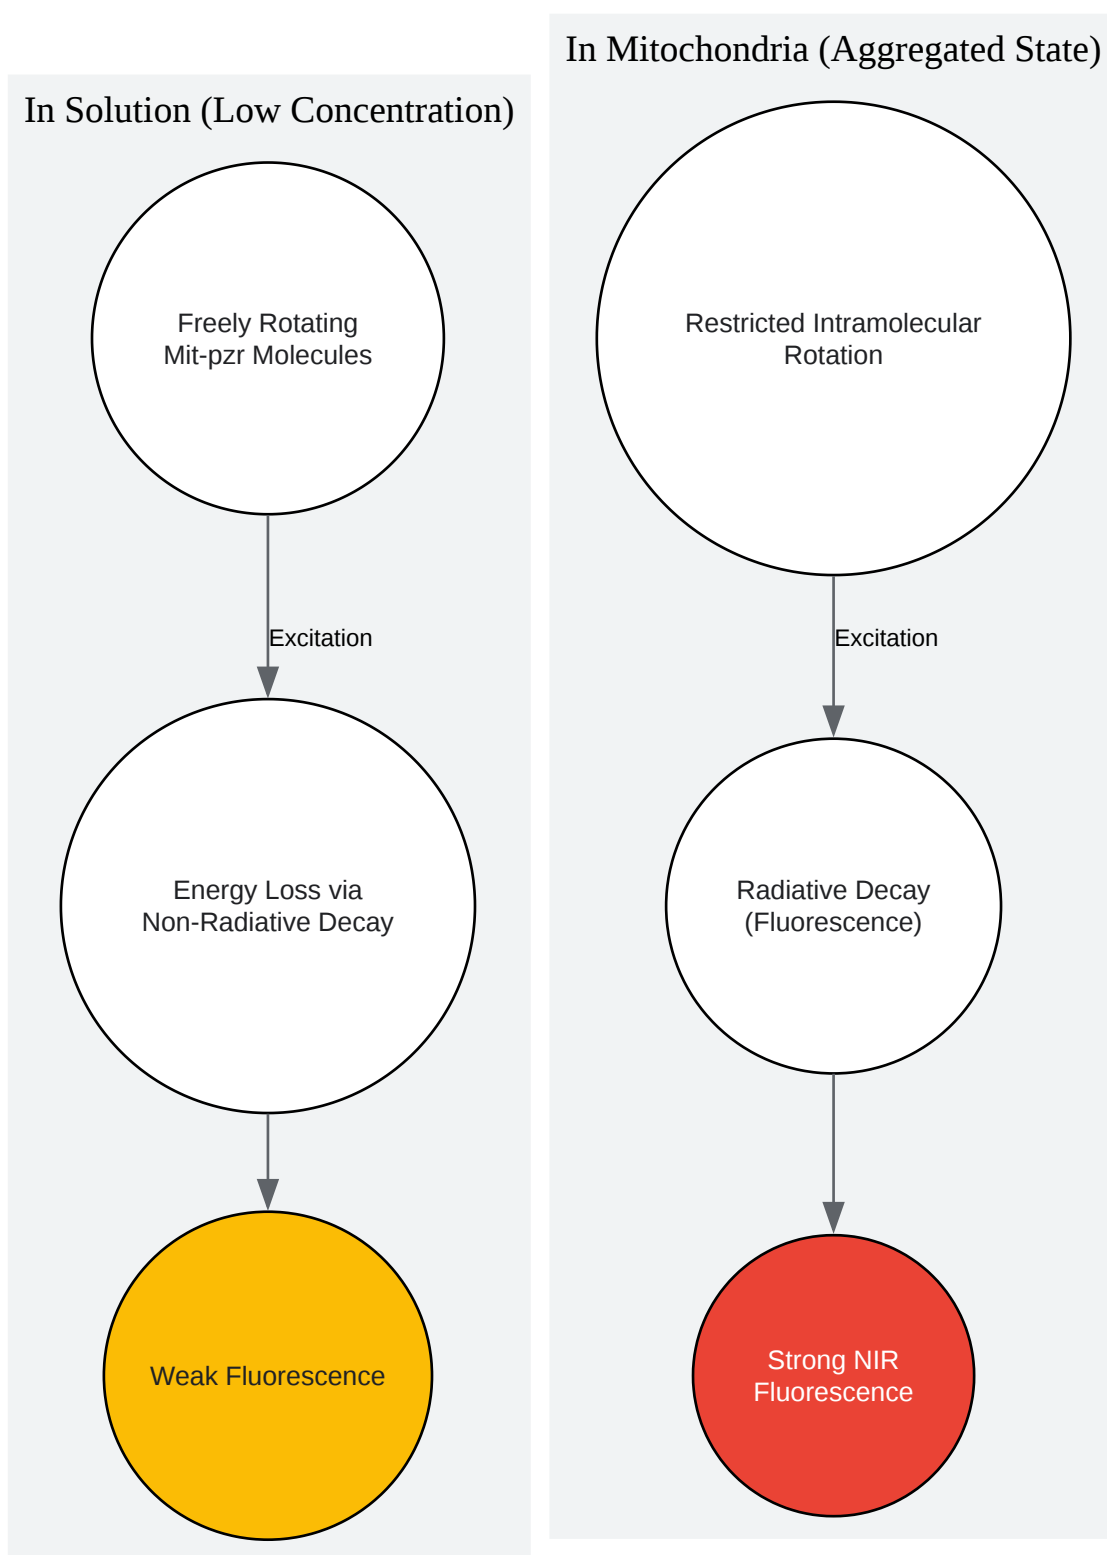 In Solution (Low Concentration)
Freely Rotating
Mit-pzr Molecules
Excitation
Energy Loss via
Non-Radiative Decay
Weak Fluorescence
In Mitochondria (Aggregated State)
Restricted Intramolecular
Rotation
Excitation
Radiative Decay
(Fluorescence)
Strong NIR
Fluorescence